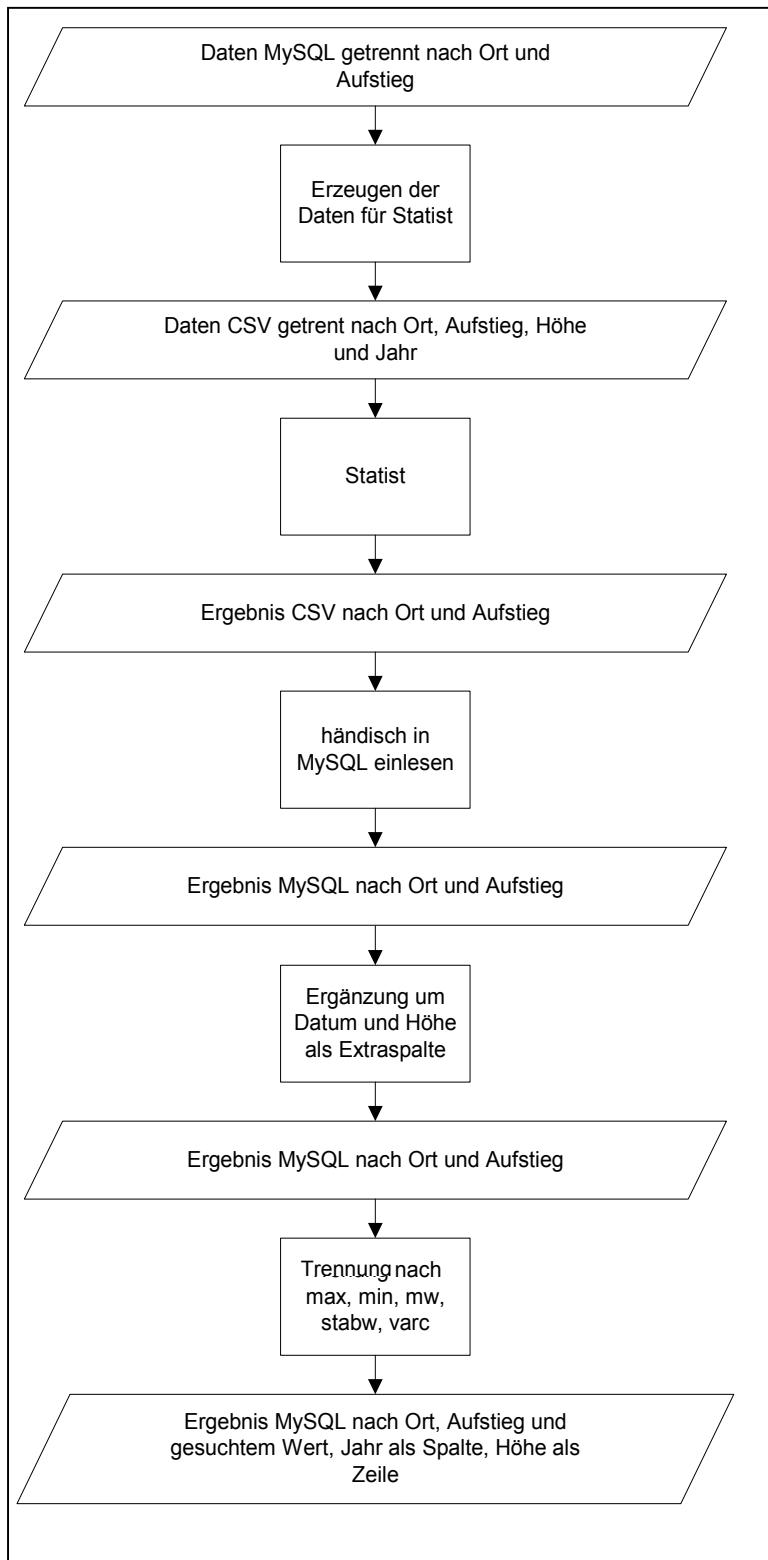 Daten MySQL getrennt nach Ort und
Aufstieg
Erzeugen der
Daten für Statist
Daten CSV getrent nach Ort, Aufstieg, Höhe
und Jahr
Statist
Ergebnis CSV nach Ort und Aufstieg
händisch in
MySQL einlesen
Ergebnis MySQL nach Ort und Aufstieg
Ergänzung um
Datum und Höhe
als Extraspalte
Ergebnis MySQL nach Ort und Aufstieg
Trennung nach
max, min, mw,
stabw, varc
Ergebnis MySQL nach Ort, Aufstieg und
gesuchtem Wert, Jahr als Spalte, Höhe als
Zeile